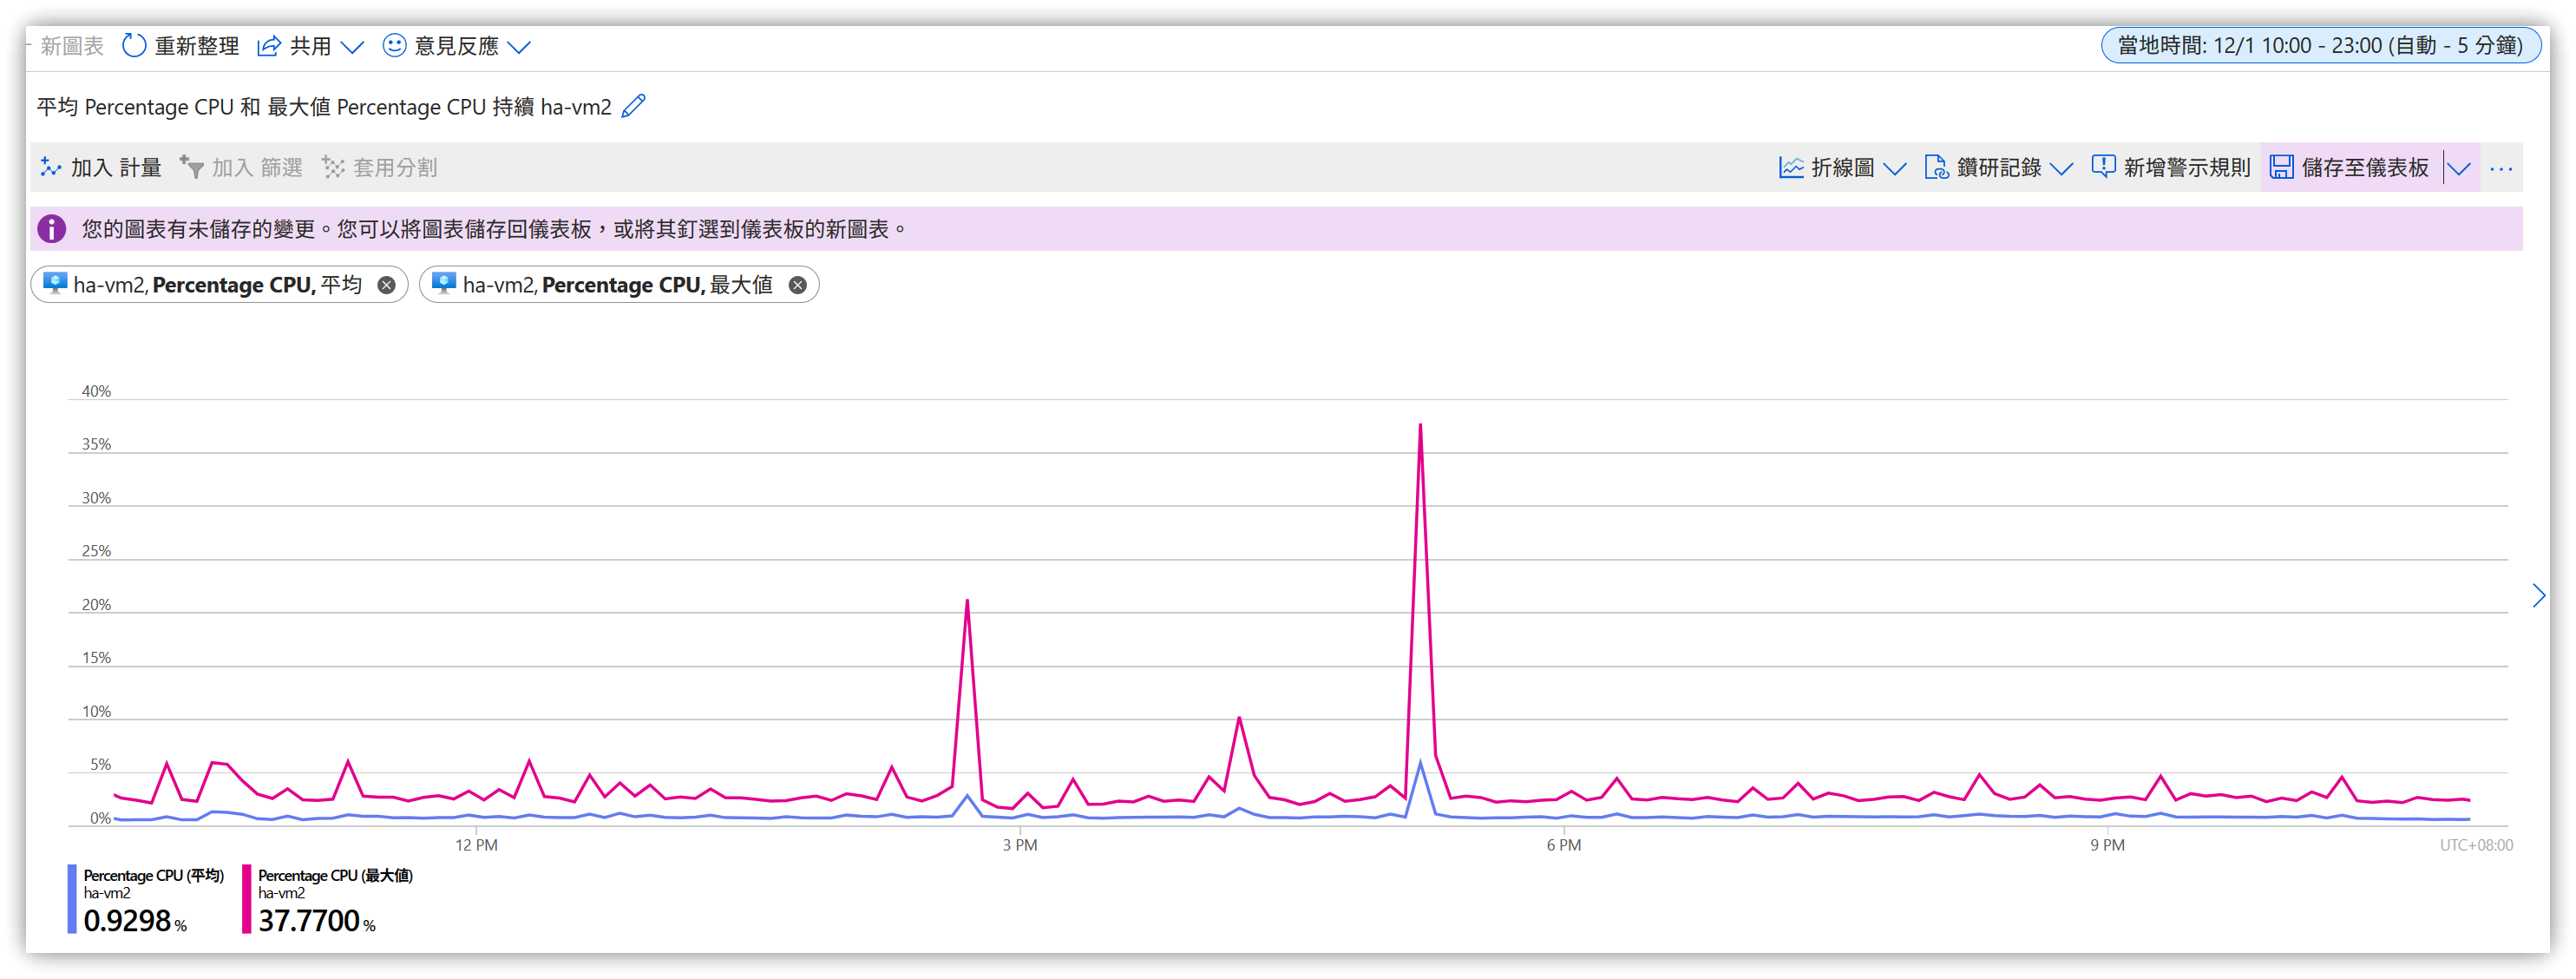 新圖表 重新整理 共用 意見反應 當地時間: 12/1 10:00 - 23:00 (自動 - 5 分鐘)
平均 Percentage CPU 和 最大值 Percentage CPU 持續 ha-vm2
加入 計量 加入 篩選 套用分割 折線圖 鑽研記錄 新增警示規則 儲存至儀表板 ...
您的圖表有未儲存的變更。您可以將圖表儲存回儀表板，或將其釘選到儀表板的新圖表。
ha-vm2, Percentage CPU, 平均 ha-vm2, Percentage CPU, 最大值
40%
35%
30%
25%
20%
15%
10%
5%
0%
12 PM 3 PM 6 PM 9 PM UTC+08:00
Percentage CPU (平均) Percentage CPU (最大值)
ha-vm2 ha-vm2
0.9298 % 37.7700 %